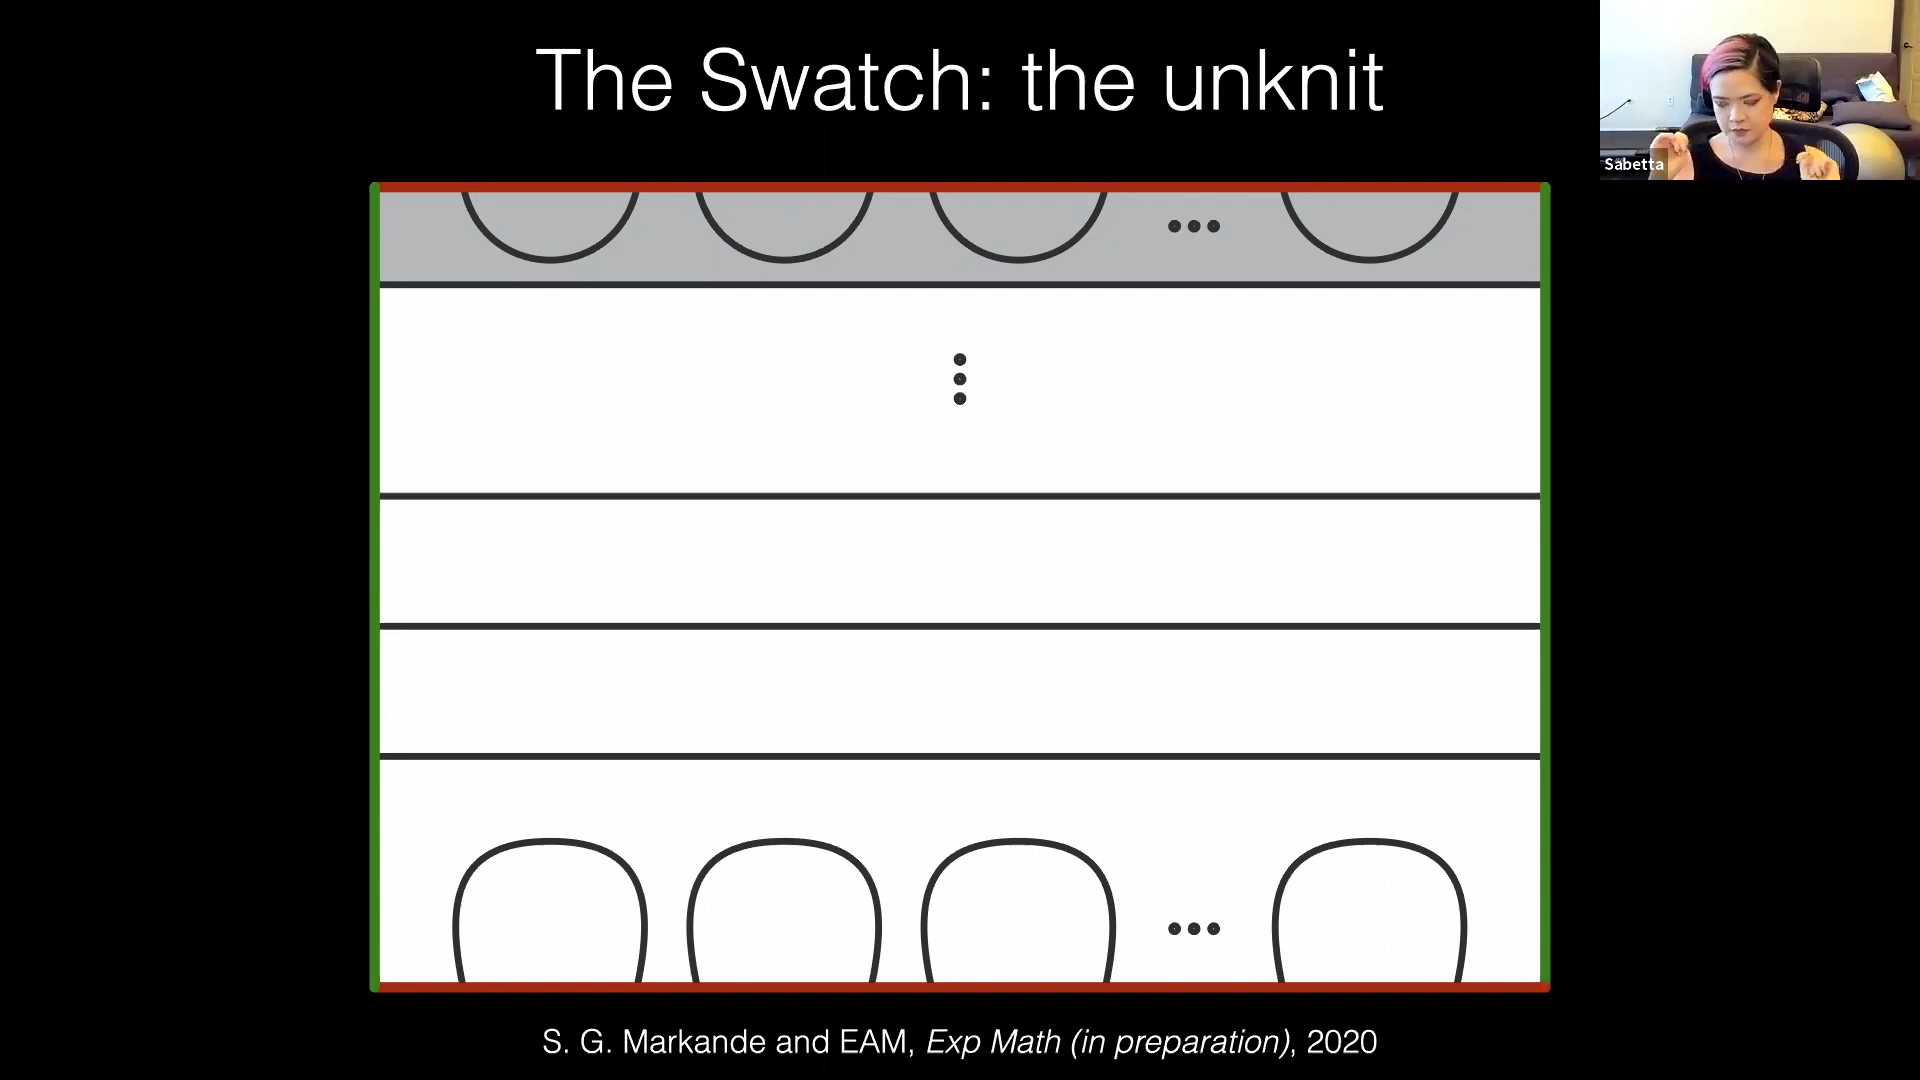 The Swatch: the unknit
Sabetta
S. G. Markande and EAM, Exp Math (in preparation), 2020